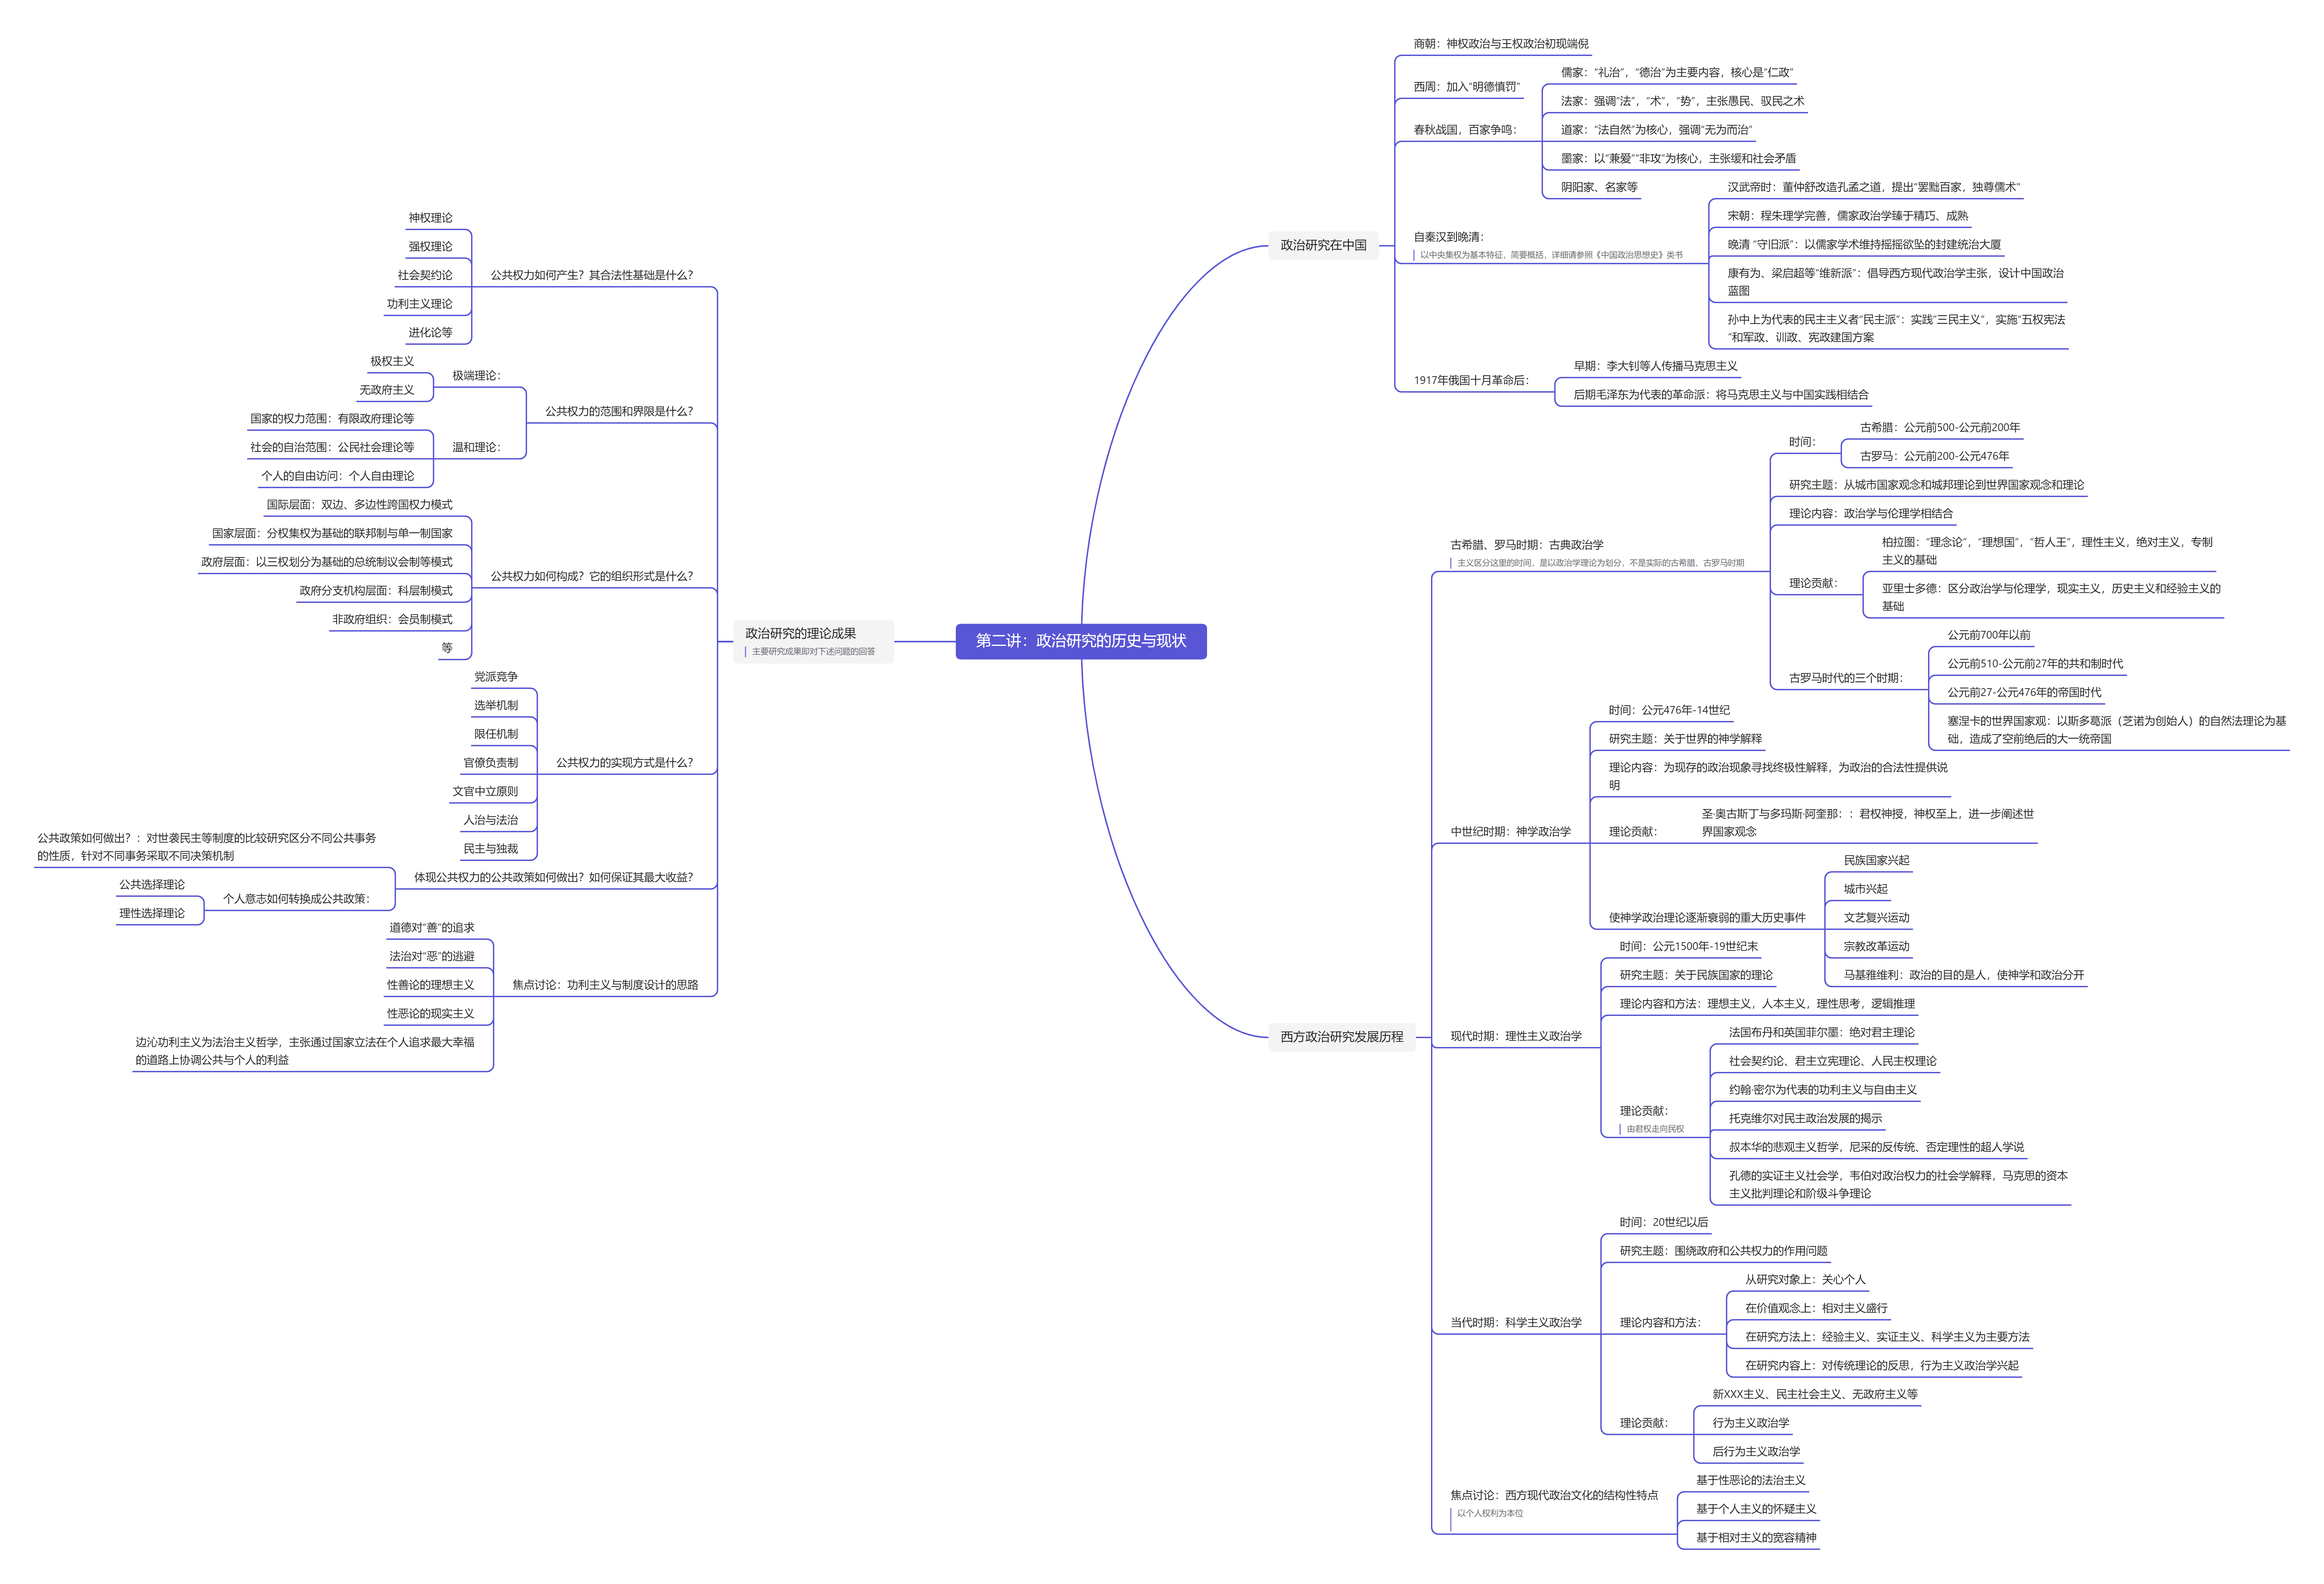 第二讲：政治研究的历史与现状
政治研究在中国
商朝：神权政治与王权政治初现端倪
西周：加入“明德慎罚”
春秋战国，百家争鸣：
儒家：“礼治”，“德治”为主要内容，核心是“仁政”
法家：强调“法”，“术”，“势”，主张愚民、驭民之术
道家：“法自然”为核心，强调“无为而治”
墨家：以“兼爱”“非攻”为核心，主张缓和社会矛盾
阴阳家、名家等
自秦汉到晚清：
以中央集权为基本特征，简要概括，详细请参照《中国政治思想史》类书
汉武帝时：董仲舒改造孔孟之道，提出“罢黜百家，独尊儒术”
宋朝：程朱理学完善，儒家政治学臻于精巧、成熟
晚清 “守旧派”：以儒家学术维持摇摇欲坠的封建统治大厦
康有为、梁启超等“维新派”：倡导西方现代政治学主张，设计中国政治
蓝图
孙中上为代表的民主主义者“民主派”：实践“三民主义”，实施“五权宪法
”和军政、训政、宪政建国方案
1917年俄国十月革命后：
早期：李大钊等人传播马克思主义
后期毛泽东为代表的革命派：将马克思主义与中国实践相结合
西方政治研究发展历程
古希腊、罗马时期：古典政治学
主义区分这里的时间，是以政治学理论为划分，不是实际的古希腊、古罗马时期
时间：
古希腊：公元前500-公元前200年
古罗马：公元前200-公元476年
研究主题：从城市国家观念和城邦理论到世界国家观念和理论
理论内容：政治学与伦理学相结合
理论贡献：
柏拉图：“理念论”，“理想国”，“哲人王”，理性主义，绝对主义，专制
主义的基础
亚里士多德：区分政治学与伦理学，现实主义，历史主义和经验主义的
基础
古罗马时代的三个时期：
公元前700年以前
公元前510-公元前27年的共和制时代
公元前27-公元476年的帝国时代
塞涅卡的世界国家观：以斯多葛派（芝诺为创始人）的自然法理论为基
础，造成了空前绝后的大一统帝国
中世纪时期：神学政治学
时间：公元476年-14世纪
研究主题：关于世界的神学解释
理论内容：为现存的政治现象寻找终极性解释，为政治的合法性提供说
明
理论贡献：
圣·奥古斯丁与多玛斯·阿奎那：：君权神授，神权至上，进一步阐述世
界国家观念
使神学政治理论逐渐衰弱的重大历史事件
民族国家兴起
城市兴起
文艺复兴运动
宗教改革运动
马基雅维利：政治的目的是人，使神学和政治分开
现代时期：理性主义政治学
时间：公元1500年-19世纪末
研究主题：关于民族国家的理论
理论内容和方法：理想主义，人本主义，理性思考，逻辑推理
理论贡献：
由君权走向民权
法国布丹和英国菲尔墨：绝对君主理论
社会契约论、君主立宪理论、人民主权理论
约翰·密尔为代表的功利主义与自由主义
托克维尔对民主政治发展的揭示
叔本华的悲观主义哲学，尼采的反传统、否定理性的超人学说
孔德的实证主义社会学，韦伯对政治权力的社会学解释，马克思的资本
主义批判理论和阶级斗争理论
当代时期：科学主义政治学
时间：20世纪以后
研究主题：围绕政府和公共权力的作用问题
理论内容和方法：
从研究对象上：关心个人
在价值观念上：相对主义盛行
在研究方法上：经验主义、实证主义、科学主义为主要方法
在研究内容上：对传统理论的反思，行为主义政治学兴起
理论贡献：
新XXX主义、民主社会主义、无政府主义等
行为主义政治学
后行为主义政治学
焦点讨论：西方现代政治文化的结构性特点
以个人权利为本位
基于性恶论的法治主义
基于个人主义的怀疑主义
基于相对主义的宽容精神
政治研究的理论成果
主要研究成果即对下述问题的回答
公共权力如何产生？其合法性基础是什么？
神权理论
强权理论
社会契约论
功利主义理论
进化论等
公共权力的范围和界限是什么？
极端理论：
极权主义
无政府主义
温和理论：
国家的权力范围：有限政府理论等
社会的自治范围：公民社会理论等
个人的自由访问：个人自由理论
公共权力如何构成？它的组织形式是什么？
国际层面：双边、多边性跨国权力模式
国家层面：分权集权为基础的联邦制与单一制国家
政府层面：以三权划分为基础的总统制议会制等模式
政府分支机构层面：科层制模式
非政府组织：会员制模式
等
公共权力的实现方式是什么？
党派竞争
选举机制
限任机制
官僚负责制
文官中立原则
人治与法治
民主与独裁
体现公共权力的公共政策如何做出？如何保证其最大收益？
公共政策如何做出？：对世袭民主等制度的比较研究区分不同公共事务
的性质，针对不同事务采取不同决策机制
个人意志如何转换成公共政策：
公共选择理论
理性选择理论
焦点讨论：功利主义与制度设计的思路
道德对“善”的追求
法治对“恶”的逃避
性善论的理想主义
性恶论的现实主义
边沁功利主义为法治主义哲学，主张通过国家立法在个人追求最大幸福
的道路上协调公共与个人的利益